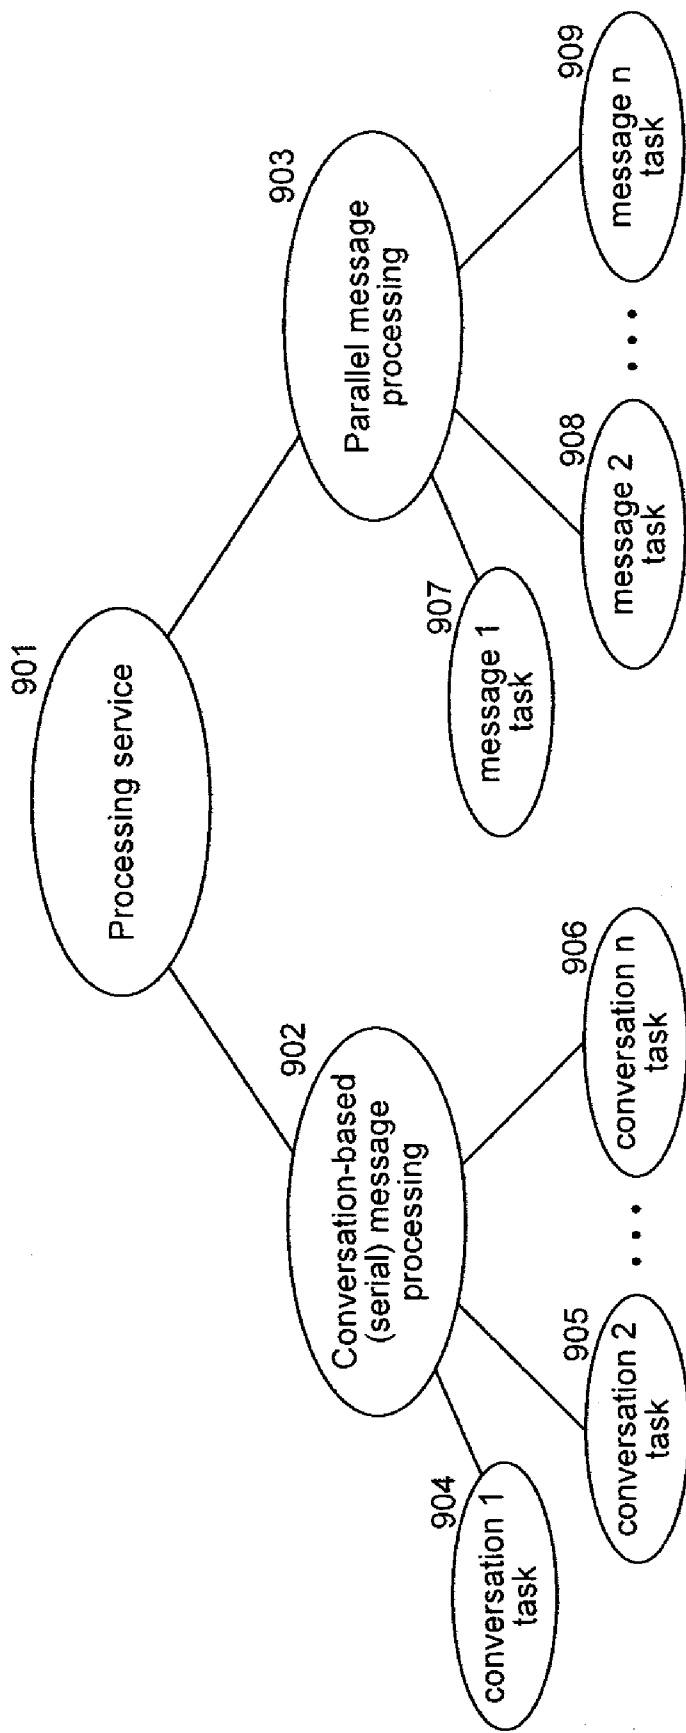 901
Processing service
902
Conversation-based
(serial) message
processing
903
Parallel message
processing
904
conversation 1
task
905
conversation 2
task
• • •
906
conversation n
task
907
message 1
task
908
message 2
task
• • •
909
message n
task